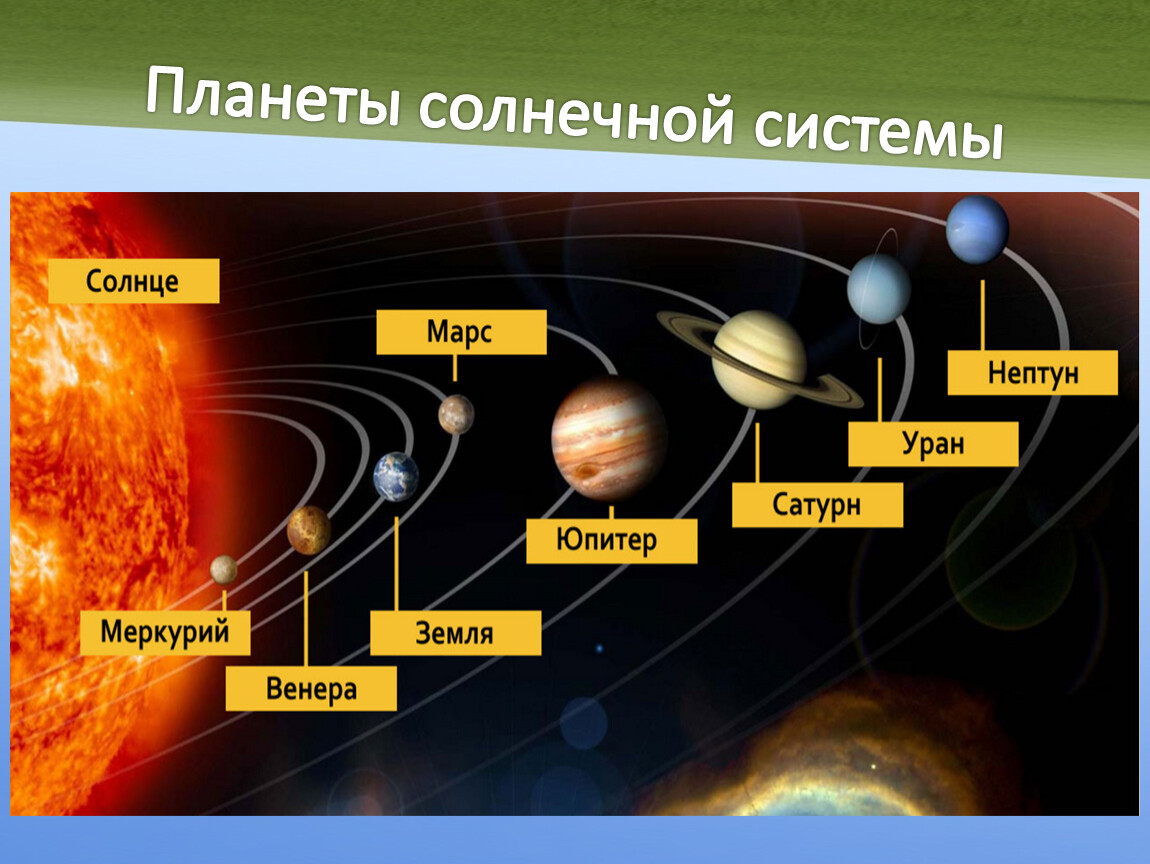 Планеты солнечной системы
Солнце
Марс
Нептун
Уран
Сатурн
Юпитер
Меркурий
Земля
Венера